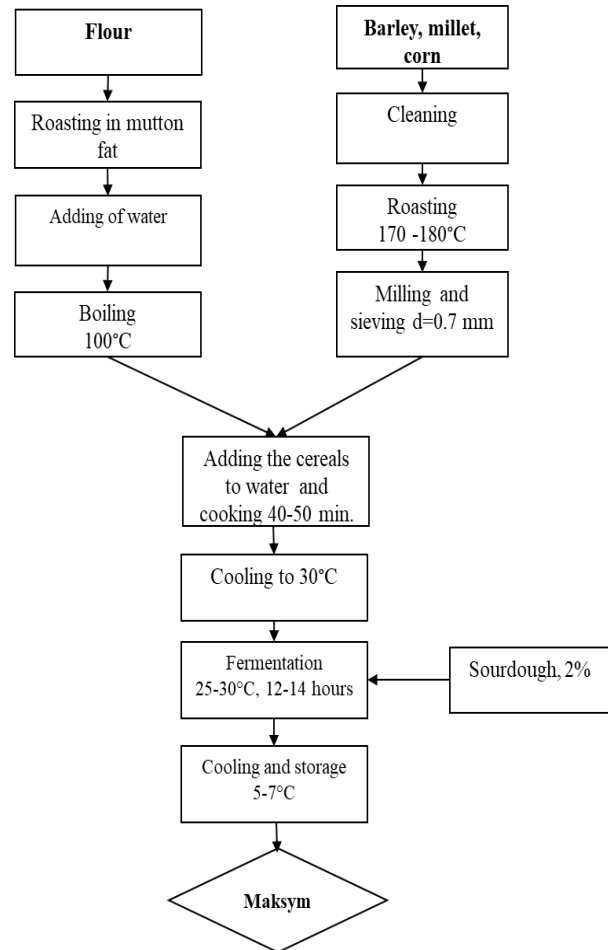 Flour
Roasting in mutton
fat
Adding of water
Boiling
100°C
Barley, millet,
corn
Cleaning
Roasting
170 -180°C
Milling and
sieving d=0.7 mm
Adding the cereals
to water and
cooking 40-50 min.
Cooling to 30°C
Fermentation
25-30°C, 12-14 hours
Sourdough, 2%
Cooling and storage
5-7°C
Maksym